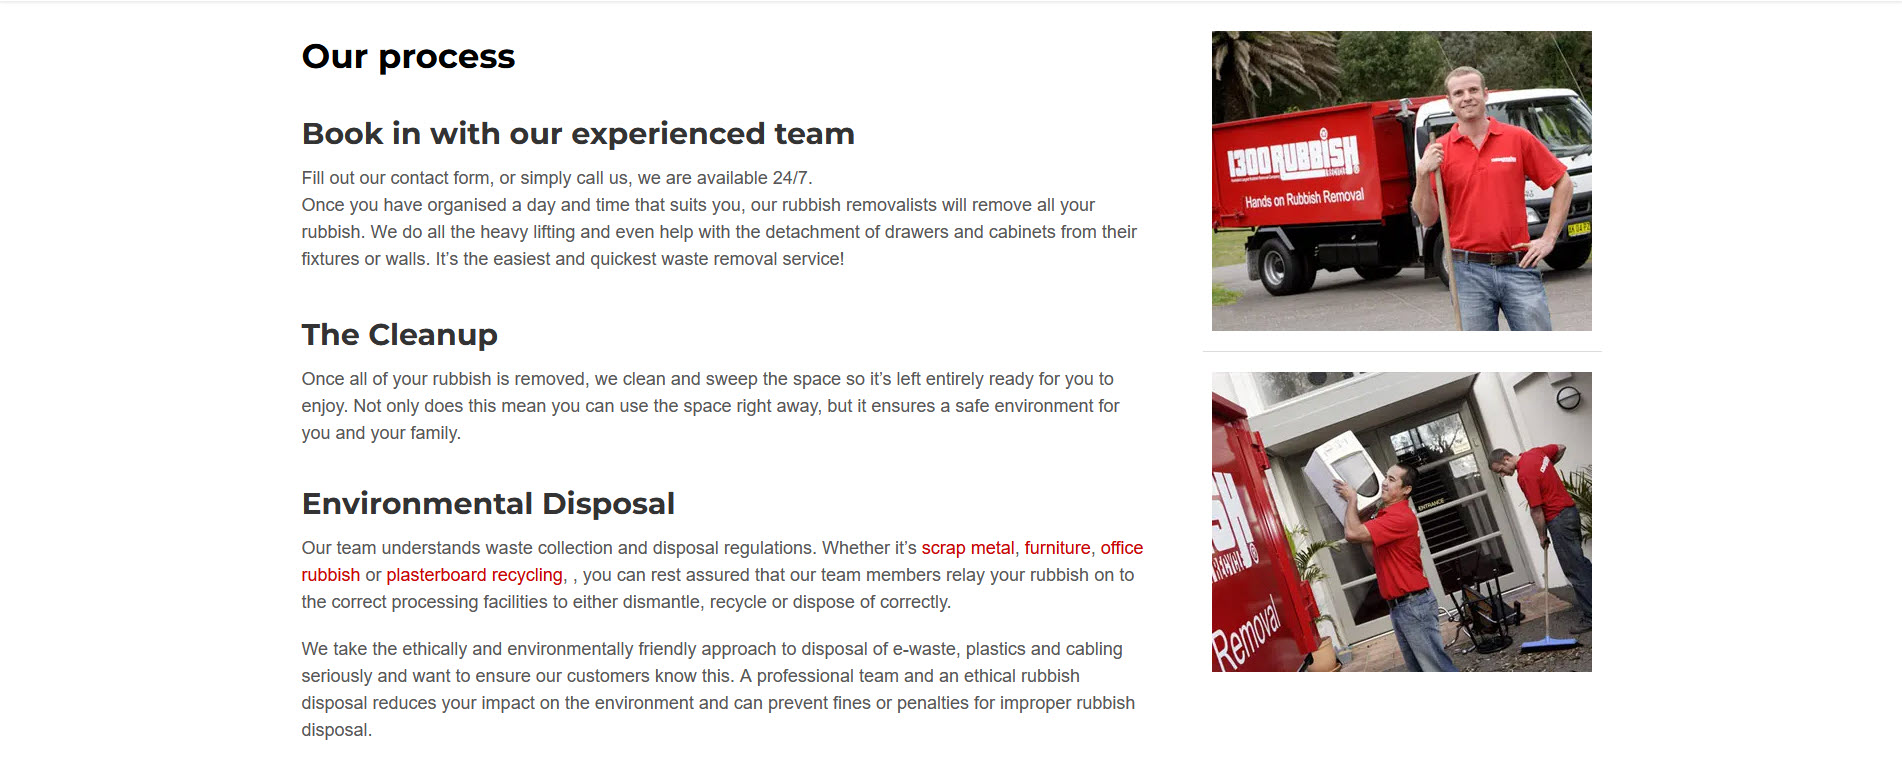 Our process
Book in with our experienced team
Fill out our contact form, or simply call us, we are available 24/7.
Once you have organised a day and time that suits you, our rubbish removalists will remove all your
rubbish. We do all the heavy lifting and even help with the detachment of drawers and cabinets from their
fixtures or walls. It’s the easiest and quickest waste removal service!
The Cleanup
Once all of your rubbish is removed, we clean and sweep the space so it’s left entirely ready for you to
enjoy. Not only does this mean you can use the space right away, but it ensures a safe environment for
you and your family.
Environmental Disposal
Our team understands waste collection and disposal regulations. Whether it’s scrap metal, furniture, office
rubbish or plasterboard recycling, , you can rest assured that our team members relay your rubbish on to
the correct processing facilities to either dismantle, recycle or dispose of correctly.
We take the ethically and environmentally friendly approach to disposal of e-waste, plastics and cabling
seriously and want to ensure our customers know this. A professional team and an ethical rubbish
disposal reduces your impact on the environment and can prevent fines or penalties for improper rubbish
disposal.
1300RUBBISH
Hands on Rubbish Removal
ENTRANCE
SH
RECYCLE
Removal